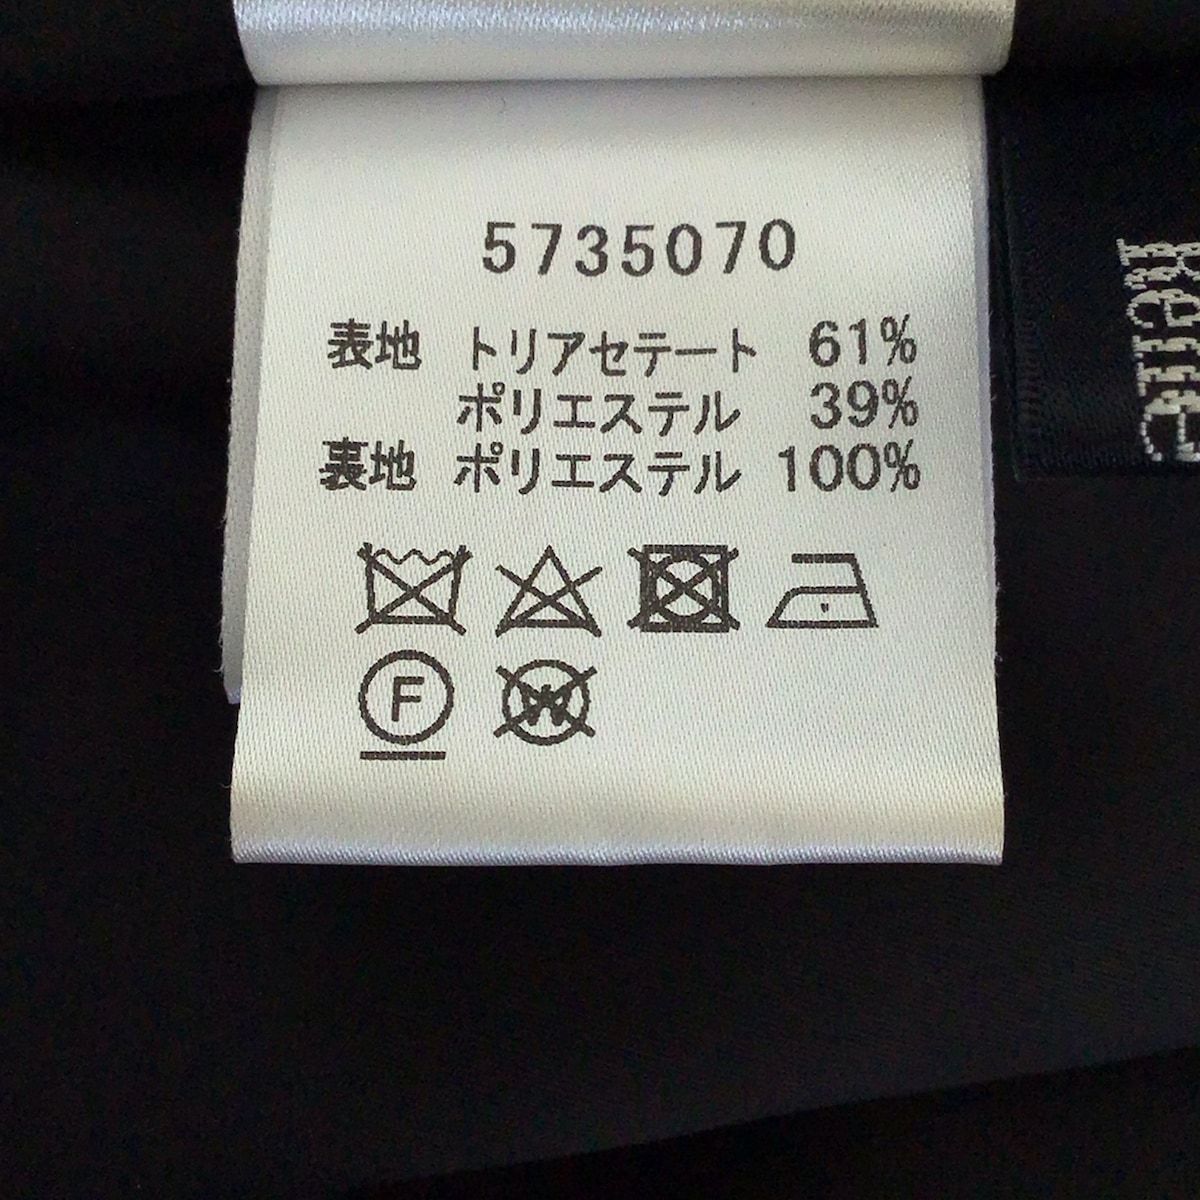 5735070
表地 トリアセテート 61%
ポリエステル 39%
裏地 ポリエステル 100%
F
W